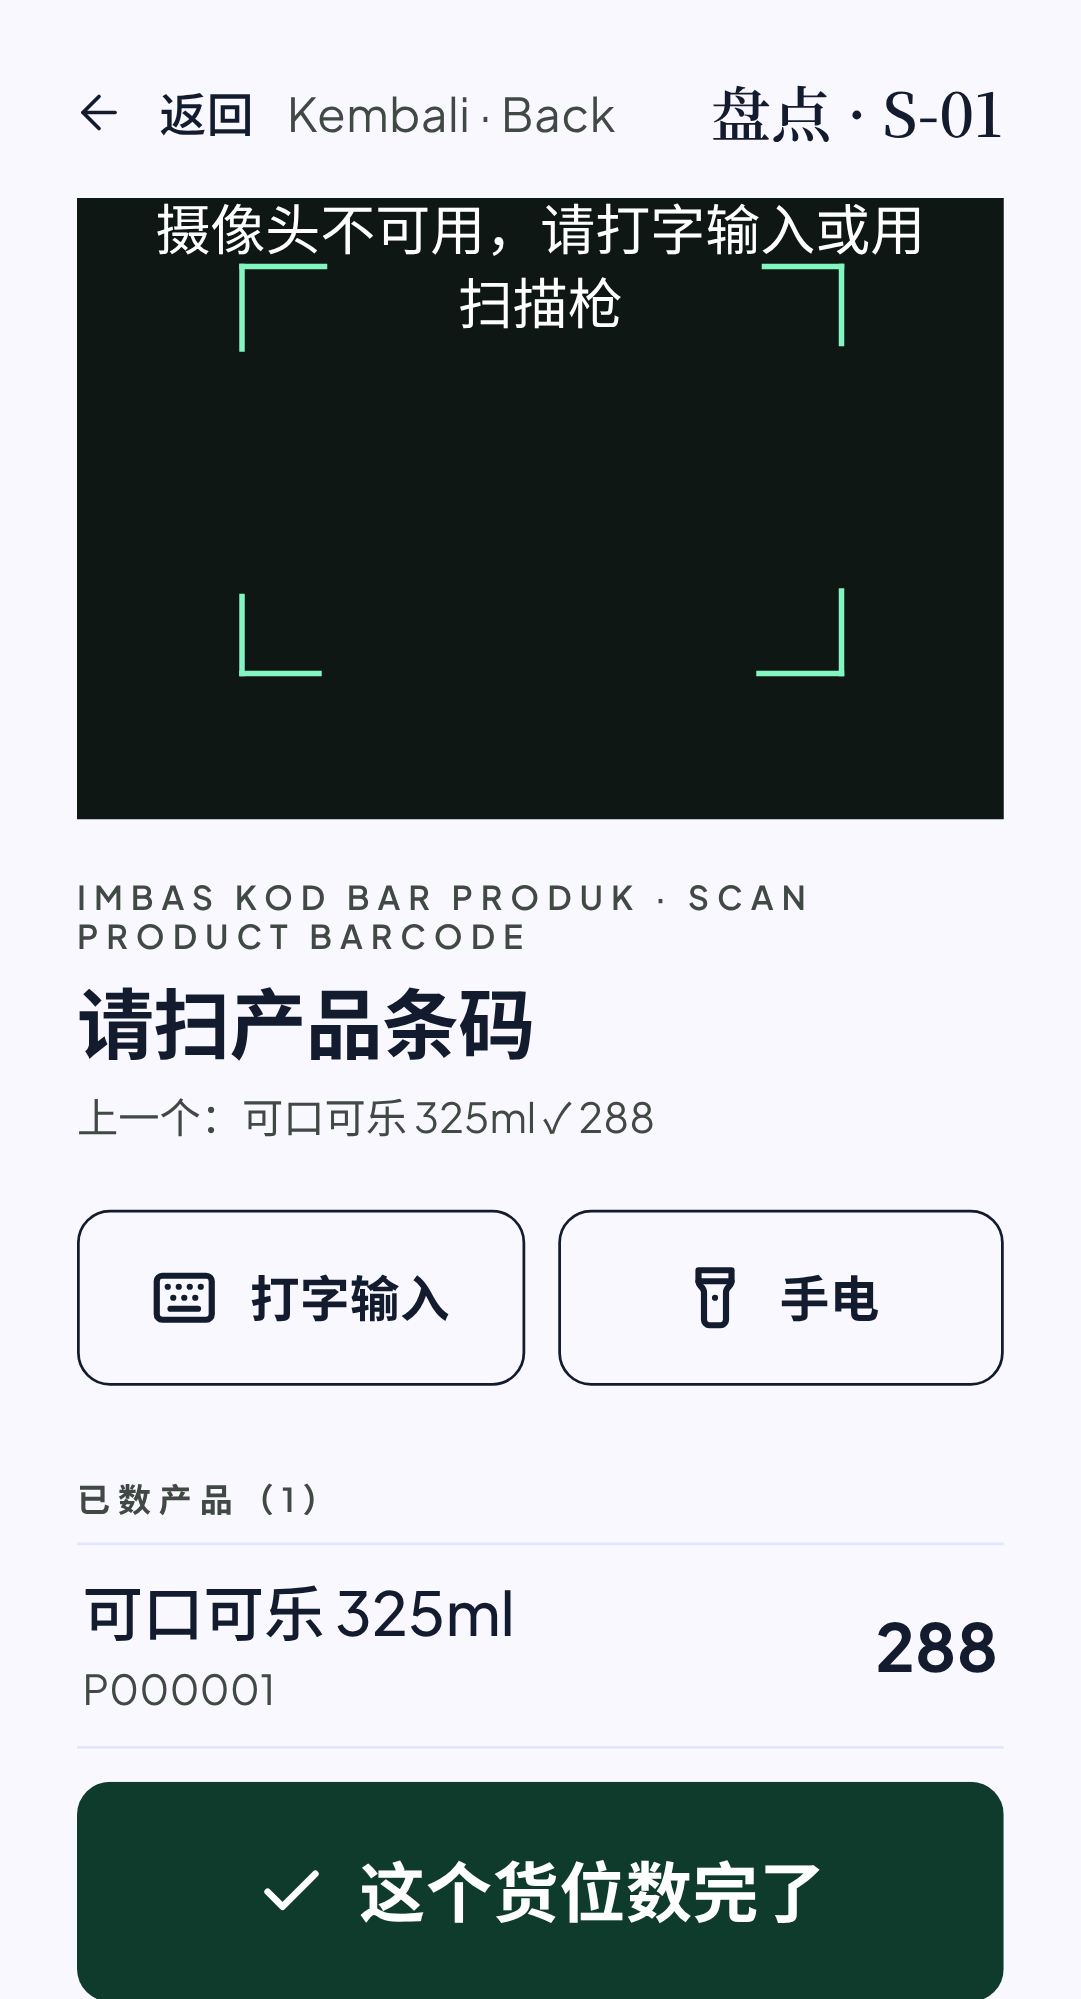 返回 Kembali · Back
盘点 · S-01
摄像头不可用，请打字输入或用
扫描枪
IMBAS KOD BAR PRODUK · SCAN
PRODUCT BARCODE
请扫产品条码
上一个：可口可乐 325ml ✓ 288
打字输入
手电
已数产品（1）
可口可乐 325ml
288
P000001
这个货位数完了